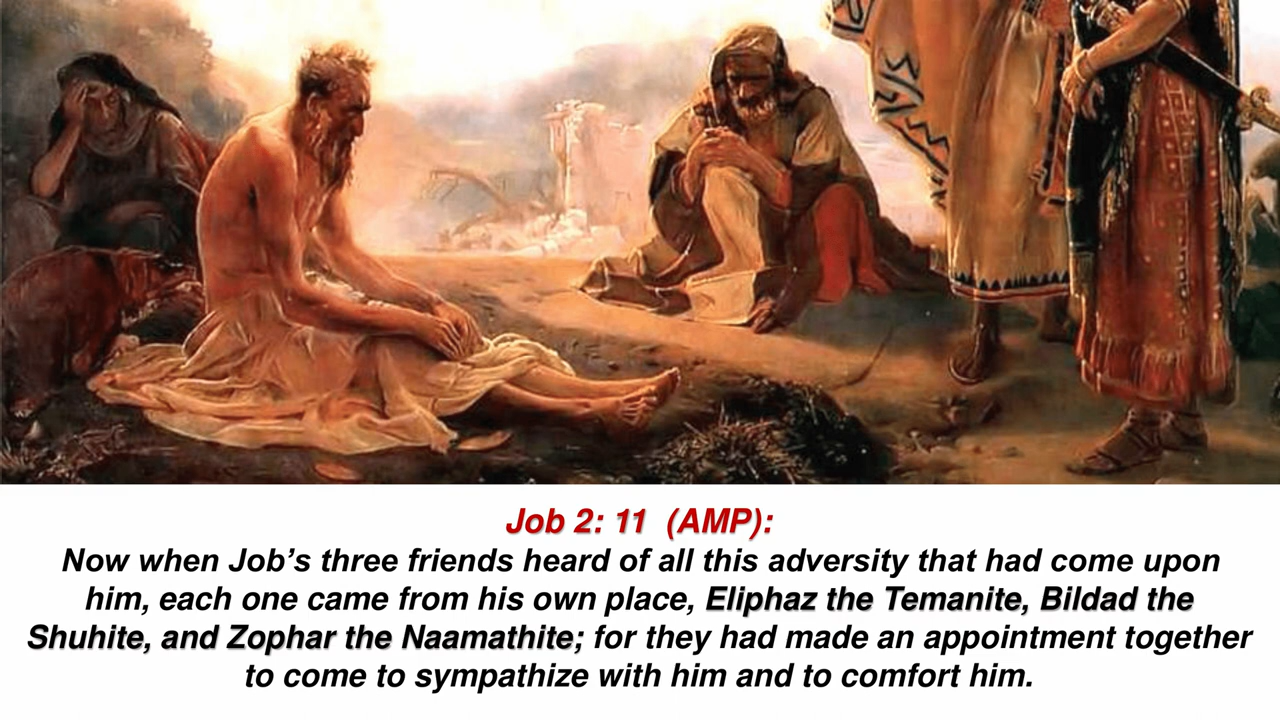 Job 2: 11  (AMP):
Now when Job’s three friends heard of all this adversity that had come upon
him, each one came from his own place, Eliphaz the Temanite, Bildad the
Shuhite, and Zophar the Naamathite; for they had made an appointment together
to come to sympathize with him and to comfort him.